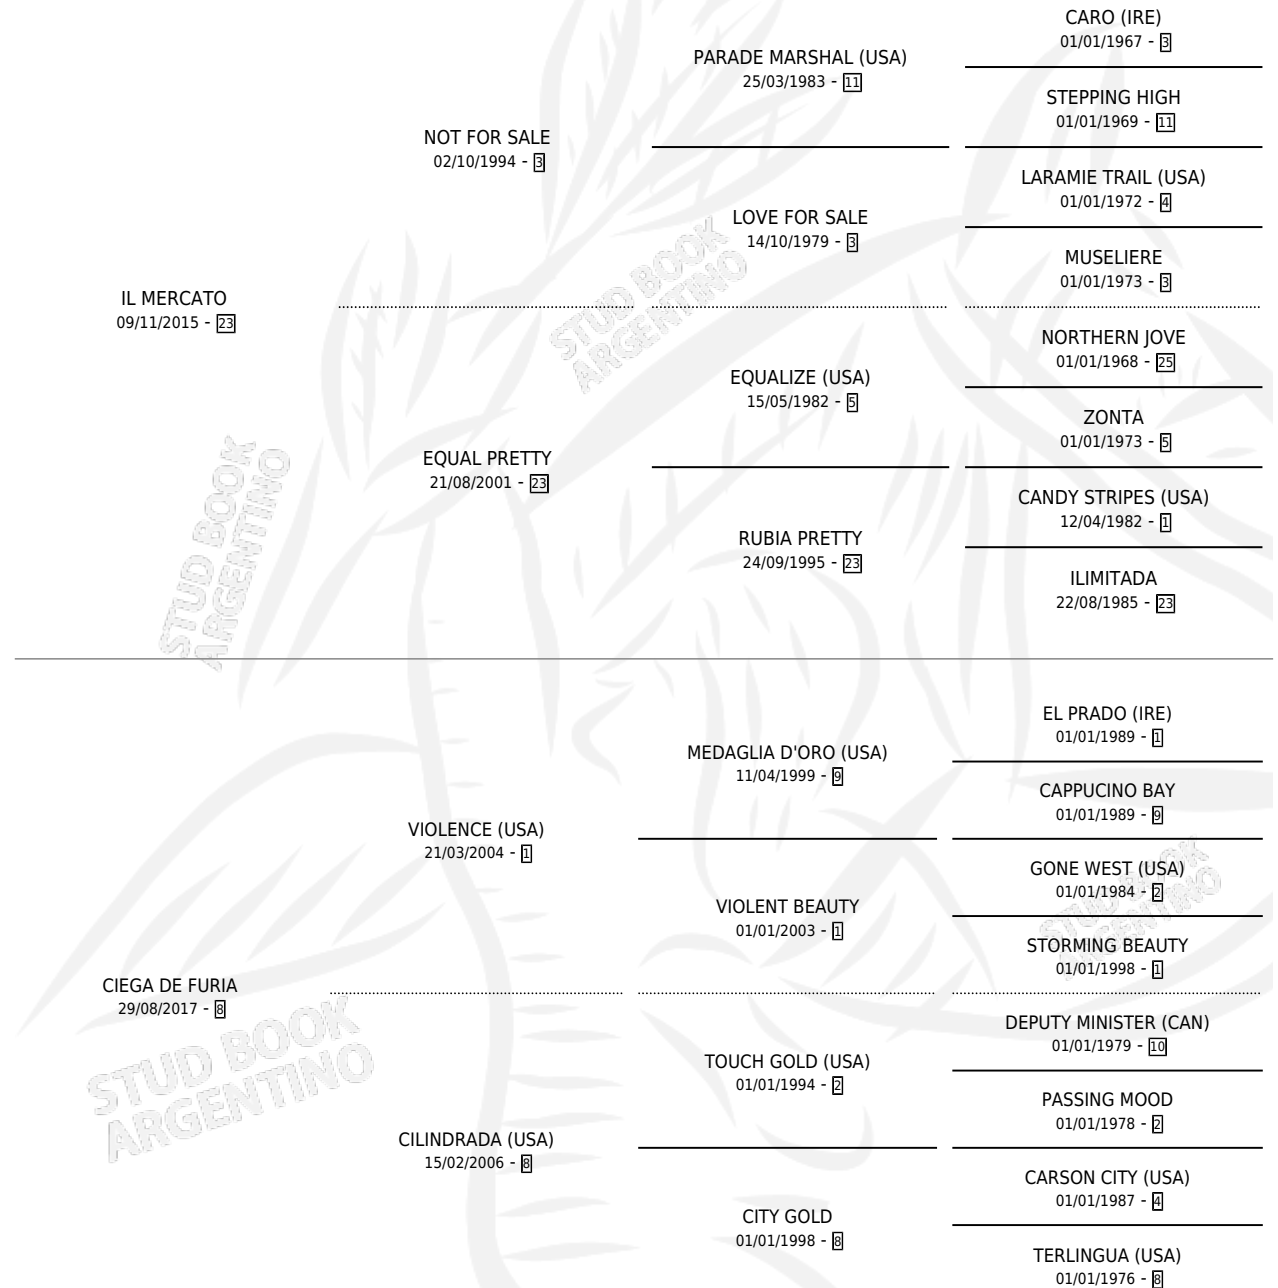 CARO (IRE)
01/01/1967 - 3
PARADE MARSHAL (USA)
25/03/1983 - 11
STEPPING HIGH
01/01/1969 - 11
NOT FOR SALE
02/10/1994 - 3
LARAMIE TRAIL (USA)
01/01/1972 - 4
LOVE FOR SALE
14/10/1979 - 3
MUSELIERE
01/01/1973 - 3
IL MERCATO
09/11/2015 - 23
NORTHERN JOVE
01/01/1968 - 25
EQUALIZE (USA)
15/05/1982 - 5
ZONTA
01/01/1973 - 5
EQUAL PRETTY
21/08/2001 - 23
CANDY STRIPES (USA)
12/04/1982 - 1
RUBIA PRETTY
24/09/1995 - 23
ILIMITADA
22/08/1985 - 23
EL PRADO (IRE)
01/01/1989 - 1
MEDAGLIA D'ORO (USA)
11/04/1999 - 9
CAPPUCINO BAY
01/01/1989 - 9
VIOLENCE (USA)
21/03/2004 - 1
GONE WEST (USA)
01/01/1984 - 2
VIOLENT BEAUTY
01/01/2003 - 1
STORMING BEAUTY
01/01/1998 - 1
CIEGA DE FURIA
29/08/2017 - 8
DEPUTY MINISTER (CAN)
01/01/1979 - 10
TOUCH GOLD (USA)
01/01/1994 - 2
PASSING MOOD
01/01/1978 - 2
CILINDRADA (USA)
15/02/2006 - 8
CARSON CITY (USA)
01/01/1987 - 4
CITY GOLD
01/01/1998 - 8
TERLINGUA (USA)
01/01/1976 - 8
STUD BOOK
ARGENTINO
STUD BOOK
ARGENTINO
STUD BOOK
ARGENTINO
STUD BOOK
ARGENTINO